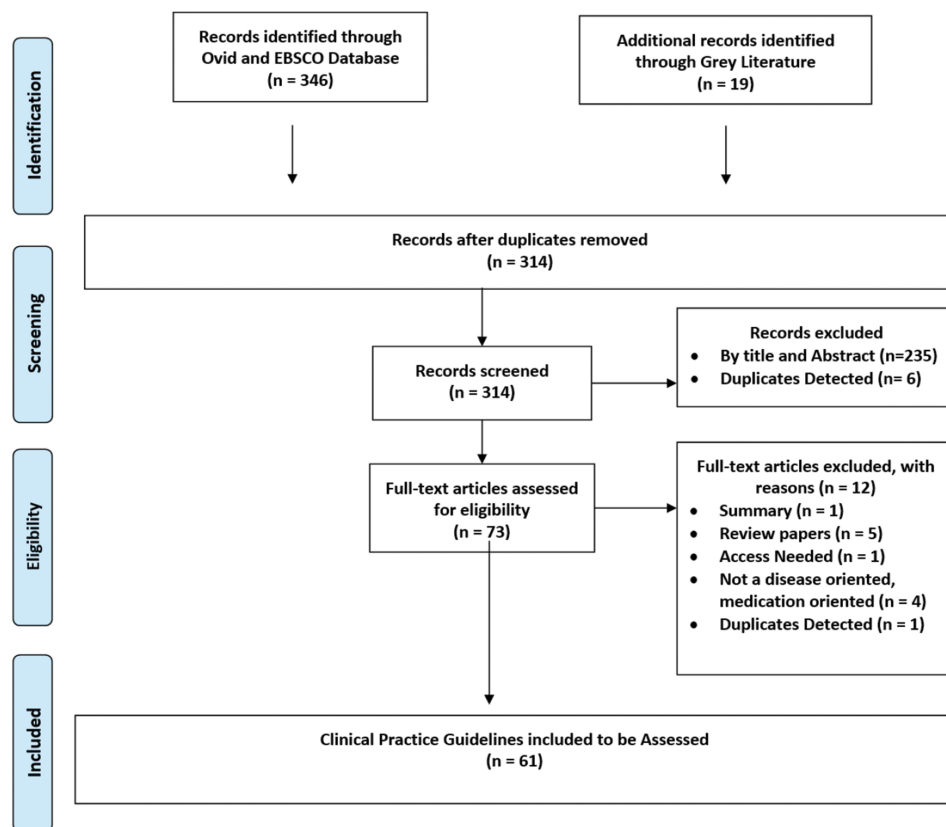 Identification
Records identified through
Ovid and EBSCO Database
(n = 346)
Additional records identified
through Grey Literature
(n = 19)
Records after duplicates removed
(n = 314)
Screening
Records screened
(n = 314)
Records excluded
• By title and Abstract (n=235)
• Duplicates Detected (n= 6)
Eligibility
Full-text articles assessed
for eligibility
(n = 73)
Full-text articles excluded, with
reasons (n = 12)
• Summary (n = 1)
• Review papers (n = 5)
• Access Needed (n = 1)
• Not a disease oriented,
medication oriented (n = 4)
• Duplicates Detected (n = 1)
Included
Clinical Practice Guidelines included to be Assessed
(n = 61)